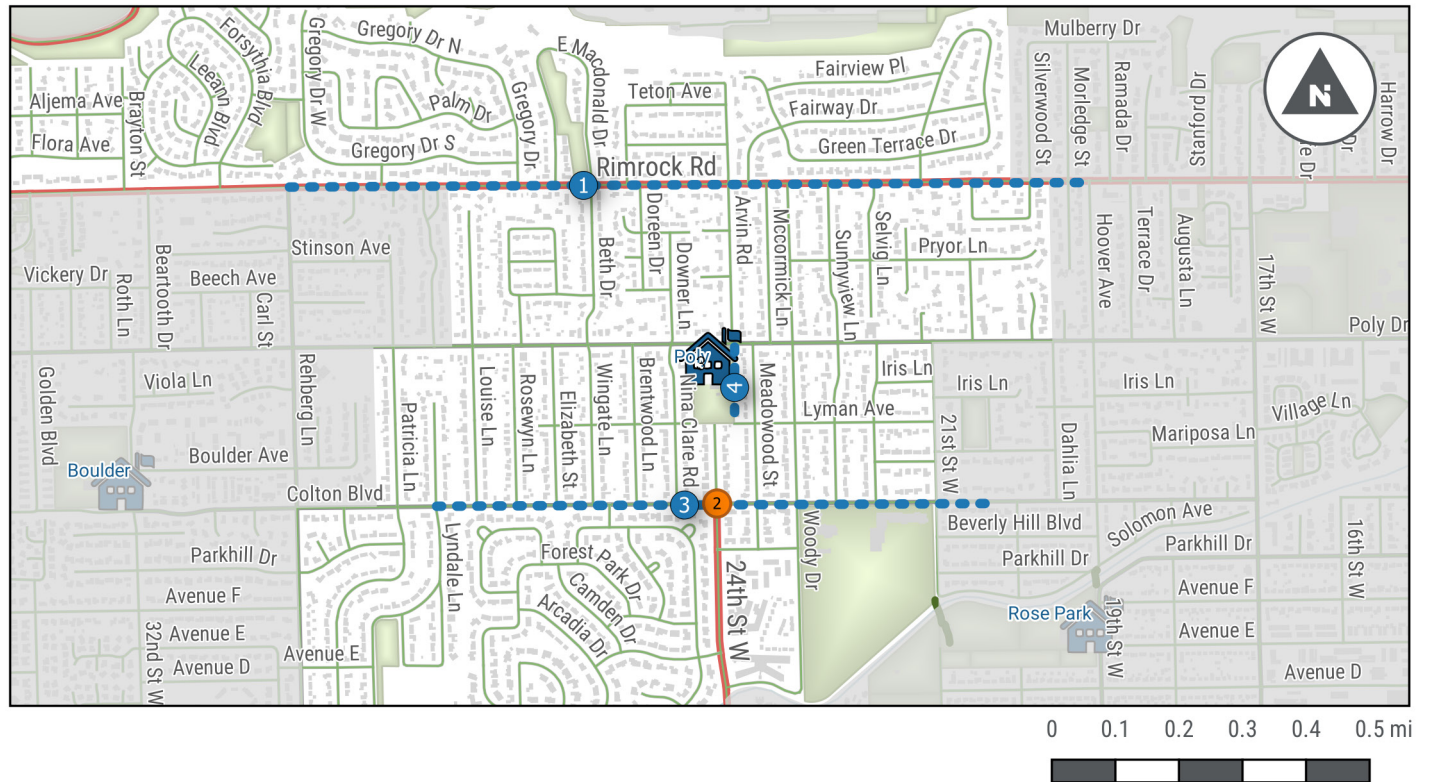 Mulberry Dr
Gregory Dr N
E Macdonald Dr
Forsythia Blvd
Gregory Dr W
Leeann Blvd
Fairview Pl
Silverwood St
Morledge St
Ramada Dr
Stanford Dr
N
Harrow Dr
Aljema Ave
Brayton St
Palm Dr
Gregory Dr
Teton Ave
Fairway Dr
Flora Ave
Gregory Dr S
Green Terrace Dr
Rimrock Rd
1
Stinson Ave
Doreen Dr
Arvin Rd
Mccormick Ln
Selvig Ln
Pryor Ln
Hoover Ave
Terrace Dr
Augusta Ln
Vickery Dr
Roth Ln
Beartooth Dr
Beech Ave
Carl St
Beth Dr
Downer Ln
Sunnyview Ln
17th St W
Poly Dr
Poly
4
Golden Blvd
Viola Ln
Rehberg Ln
Louise Ln
Rosewyn Ln
Elizabeth St
Wingate Ln
Brentwood Ln
Nina Clare Rd
Meadowood St
Iris Ln
Iris Ln
Iris Ln
Patricia Ln
Lyman Ave
Village Ln
21st St W
Dahlia Ln
Mariposa Ln
Boulder
Boulder Ave
Colton Blvd
3
2
Beverly Hill Blvd
Solomon Ave
Parkhill Dr
Lyndale Ln
Forest Park Dr
Woody Dr
Parkhill Dr
Parkhill Dr
16th St W
Avenue F
Camden Dr
24th St W
Avenue F
Arcadia Dr
Rose Park
19th St W
32nd St W
Avenue E
Avenue E
Avenue E
Avenue D
Avenue D
0 0.1 0.2 0.3 0.4 0.5 mi